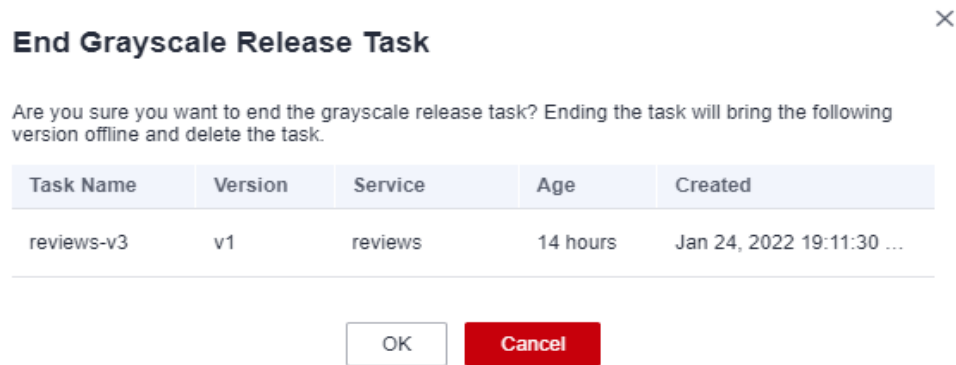 End Grayscale Release Task
Are you sure you want to end the grayscale release task? Ending the task will bring the following
version offline and delete the task.
Task Name Version Service Age Created
reviews-v3 v1 reviews 14 hours Jan 24, 2022 19:11:30 ...
OK Cancel